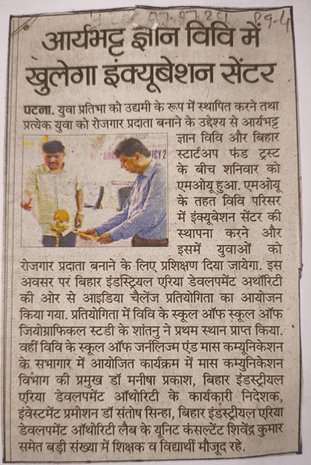 आर्यभट्ट ज्ञान विवि में
खुलेगा इंक्यूबेशन सेंटर
पटना. युवा प्रतिभा को उद्यमी के रूप में स्थापित करने तथा
प्रत्येक युवा को रोजगार प्रदाता बनाने के उद्देश्य से आर्यभट्ट
ज्ञान विवि और बिहार
स्टार्टअप फंड ट्रस्ट
के बीच शनिवार को
एमओयू हुआ. एमओयू
के तहत विवि परिसर
में इंक्यूबेशन सेंटर की
स्थापना करने और
इसमें युवाओं को
रोजगार प्रदाता बनाने के लिए प्रशिक्षण दिया जायेगा. इस
अवसर पर बिहार इंडस्ट्रियल एरिया डेवलपमेंट अथॉरिटी
की ओर से आइडिया चैलेंज प्रतियोगिता का आयोजन
किया गया. प्रतियोगिता में विवि के स्कूल ऑफ स्कूल ऑफ
जियोग्राफिकल स्टडी के शांतनु ने प्रथम स्थान प्राप्त किया.
वहीं विवि के स्कूल ऑफ जर्नलिज्म एंड मास कम्यूनिकेशन
के सभागार में आयोजित कार्यक्रम में मास कम्युनिकेशन
विभाग की प्रमुख डॉ मनीषा प्रकाश, बिहार इंडस्ट्रीयल
एरिया डेवलपमेंट ऑथोरिटी के कार्यकारी निदेशक,
इंवेस्टमेंट प्रमोशन डॉ संतोष सिन्हा, बिहार इंडस्ट्रीयल एरिया
डेवलपमेंट ऑथोरिटी लैब के युनिट कंसल्टेंट शिवेंद्र कुमार
समेत बड़ी संख्या में शिक्षक व विद्यार्थी मौजूद रहे.